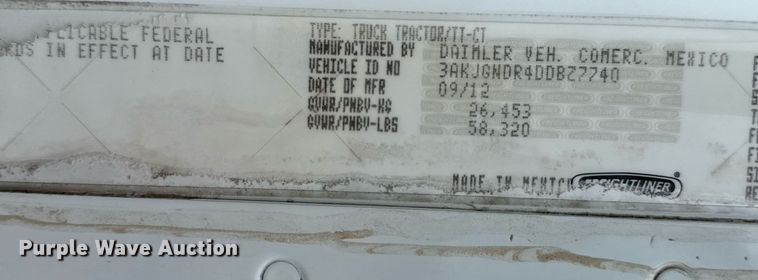 PLICABLE FEDERAL
RDS IN EFFECT AT DATE
TYPE: TRUCK TRACTOR/TT-CT
MANUFACTURED BY DAIMLER VEH. COMERC. MEXICO
VEHICLE ID NO 3AKJGNDR4DDBZ7740
DATE OF MFR 09/12
GVWR/PNBV-KG 26,453
GVWR/PNBV-LBS 58,320
MADE IN MEXICO FREIGHTLINER
Purple Wave Auction